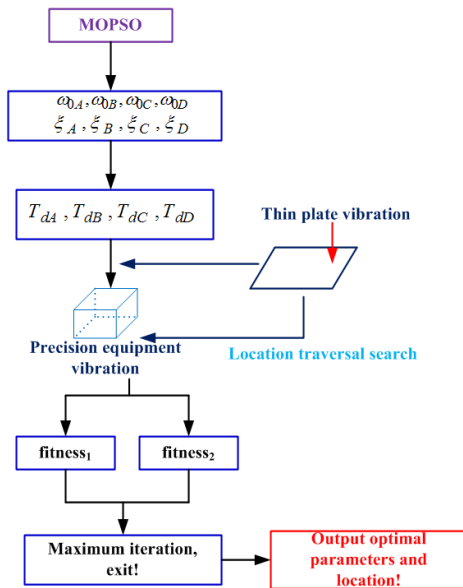 MOPSO
ω0A, ω0B, ω0C, ω0D
ξA, ξB, ξC, ξD
TdA, TdB, TdC, TdD
Thin plate vibration
Precision equipment
vibration
Location traversal search
fitness1
fitness2
Maximum iteration,
exit!
Output optimal
parameters and
location!